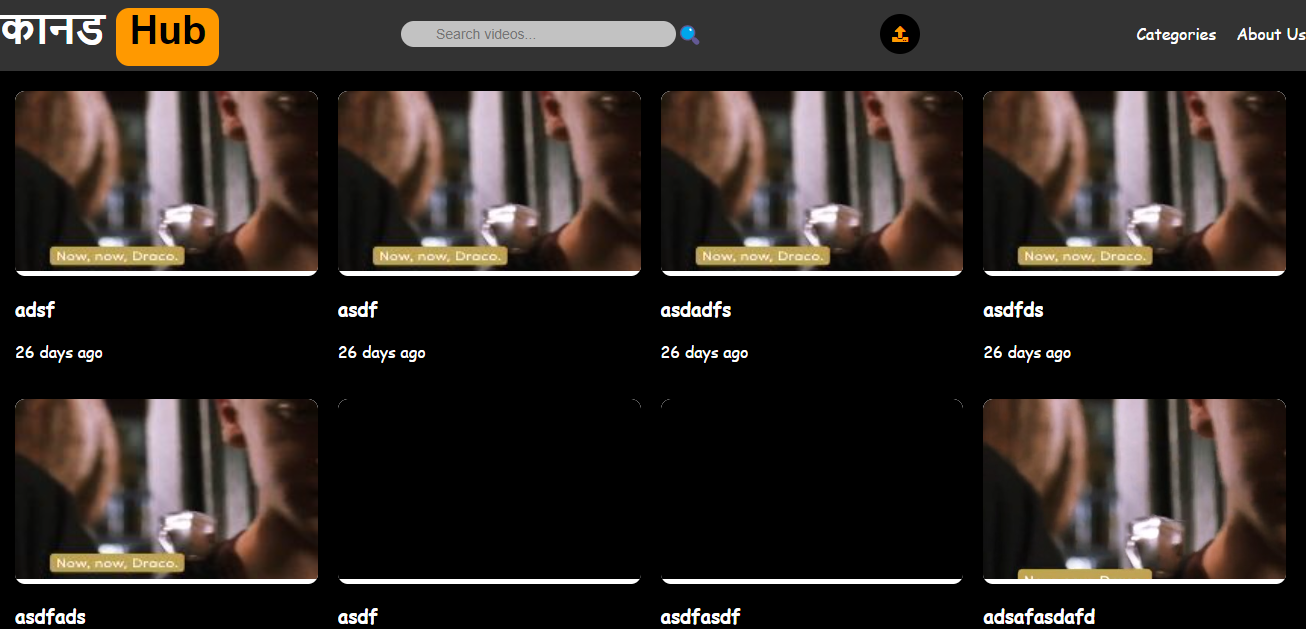 कानड Hub
Search videos...
Categories About Us
Now, now, Draco. Now, now, Draco. Now, now, Draco. Now, now, Draco.
adsf asdf asdadfs asdfds
26 days ago 26 days ago 26 days ago 26 days ago
Now, now, Draco.
asdfads asdf asdfasdf adsafasdafd